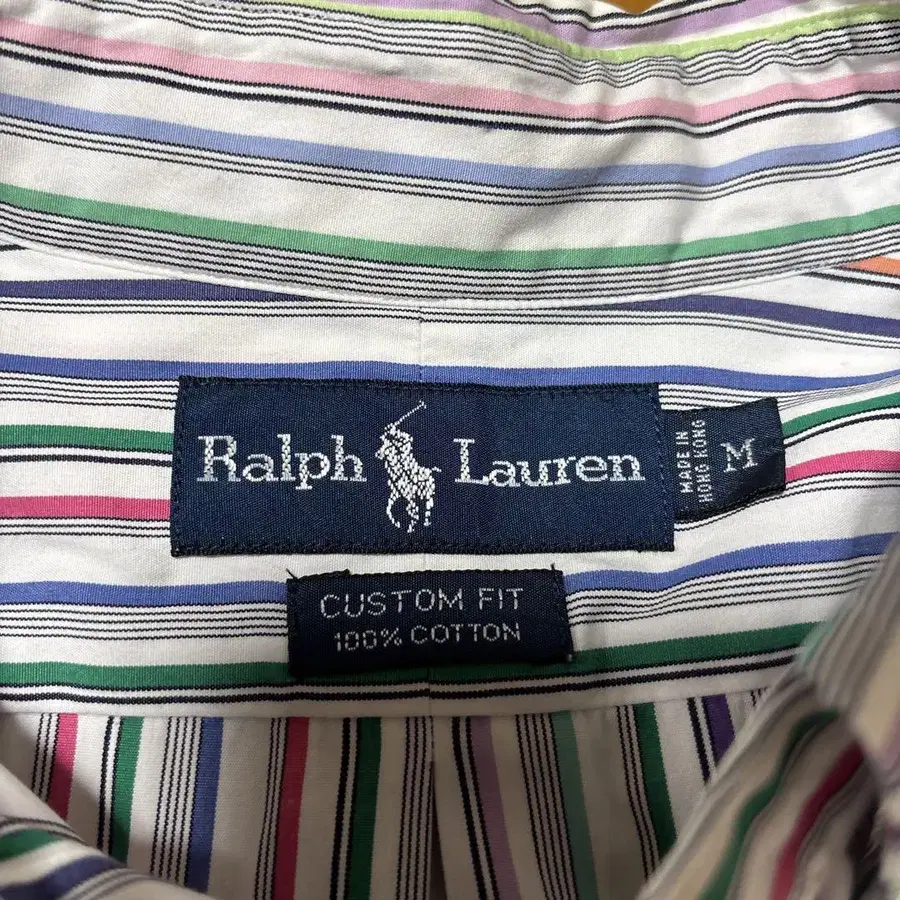 Ralph Lauren
MADE IN
HONG KONG
M
CUSTOM FIT
100% COTTON